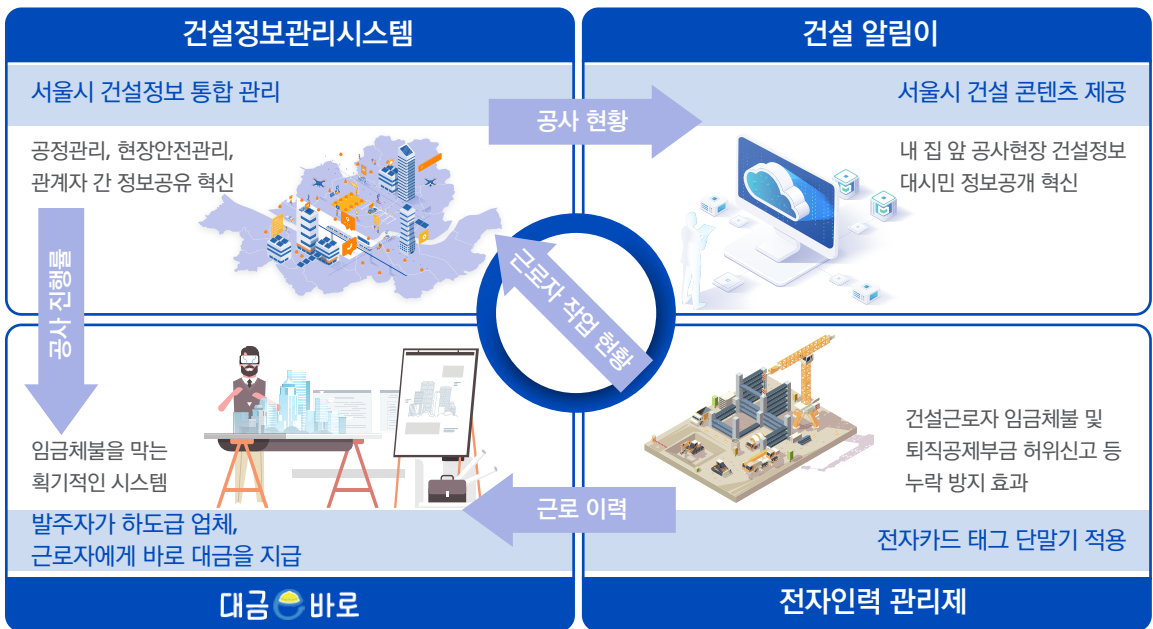 건설정보관리시스템
서울시 건설정보 통합 관리
공정관리, 현장안전관리,
관계자 간 정보공유 혁신
공사 현황
건설 알림이
서울시 건설 콘텐츠 제공
내 집 앞 공사현장 건설정보
대시민 정보공개 혁신
공사 진행률
근로자 작업 현황
임금체불을 막는
획기적인 시스템
발주자가 하도급 업체,
근로자에게 바로 대금을 지급
대금e바로
근로 이력
건설근로자 임금체불 및
퇴직공제부금 허위신고 등
누락 방지 효과
전자카드 태그 단말기 적용
전자인력 관리제